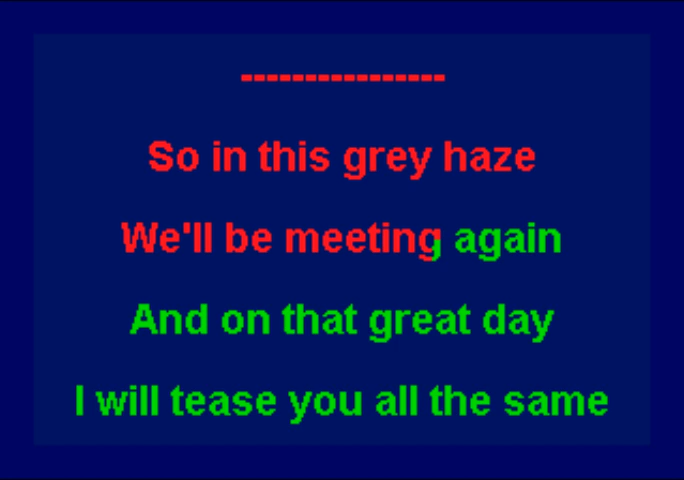 ----------------
So in this grey haze
We'll be meeting again
And on that great day
I will tease you all the same